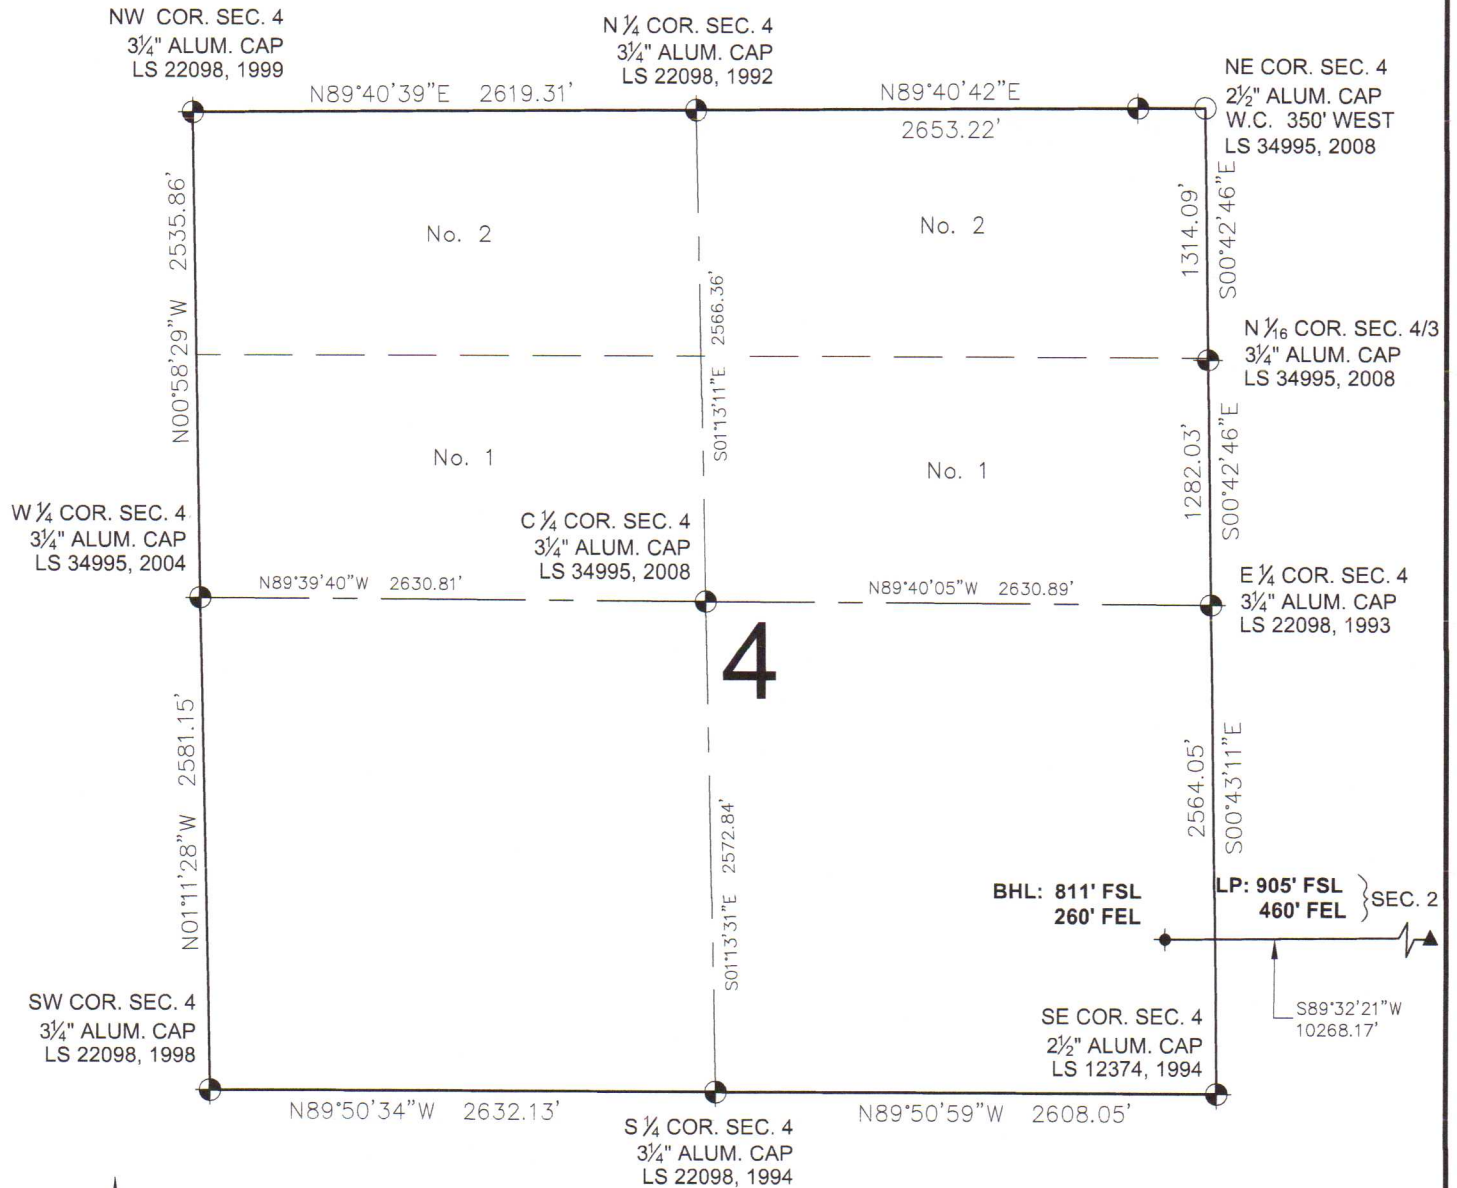 NW COR. SEC. 4
3¼" ALUM. CAP
LS 22098, 1999
N ¼ COR. SEC. 4
3¼" ALUM. CAP
LS 22098, 1992
NE COR. SEC. 4
2½" ALUM. CAP
W.C. 350' WEST
LS 34995, 2008
N89°40'39"E 2619.31'
N89°40'42"E
2653.22'
N00°58'29"W 2535.86'
No. 2
No. 2
S01°13'11"E 2566.36'
1314.09'
S00°42'46"E
N 1⁄16 COR. SEC. 4/3
3¼" ALUM. CAP
LS 34995, 2008
No. 1
No. 1
1282.03'
S00°42'46"E
W ¼ COR. SEC. 4
3¼" ALUM. CAP
LS 34995, 2004
C ¼ COR. SEC. 4
3¼" ALUM. CAP
LS 34995, 2008
E ¼ COR. SEC. 4
3¼" ALUM. CAP
LS 22098, 1993
N89°39'40"W 2630.81'
N89°40'05"W 2630.89'
4
N01°11'28"W 2581.15'
S01°13'31"E 2572.84'
2564.05'
S00°43'11"E
BHL: 811' FSL
260' FEL
LP: 905' FSL
460' FEL
SEC. 2
S89°32'21"W
10268.17'
SW COR. SEC. 4
3¼" ALUM. CAP
LS 22098, 1998
SE COR. SEC. 4
2½" ALUM. CAP
LS 12374, 1994
N89°50'34"W 2632.13'
N89°50'59"W 2608.05'
S ¼ COR. SEC. 4
3¼" ALUM. CAP
LS 22098, 1994